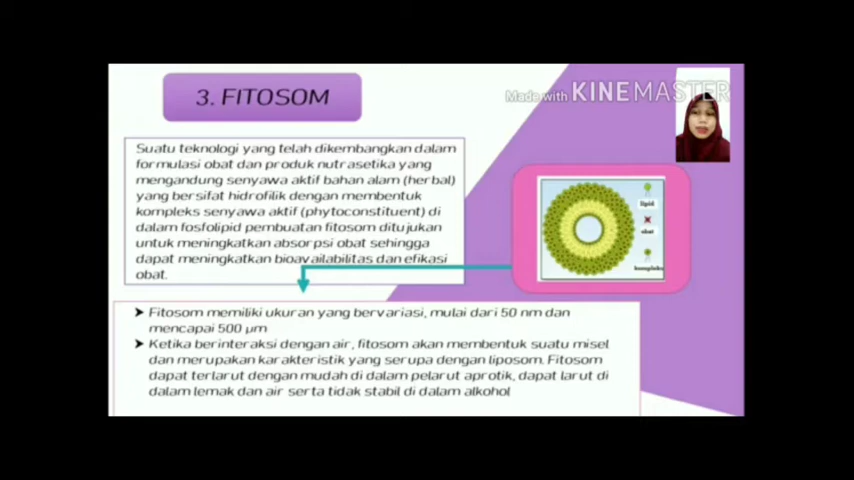 3. FITOSOM
Made with KINEMASTER
Suatu teknologi yang telah dikembangkan dalam
formulasi obat dan produk nutrasetika yang
mengandung senyawa aktif bahan alam (herbal)
yang bersifat hidrofilik dengan membentuk
kompleks senyawa aktif (phytoconstituent) di
dalam fosfolipid pembuatan fitosom ditujukan
untuk meningkatkan absorpsi obat sehingga
dapat meningkatkan bioavailabilitas dan efikasi
obat.
lipid
obat
kompleks
➤ Fitosom memiliki ukuran yang bervariasi, mulai dari 50 nm dan
mencapai 500 µm
➤ Ketika berinteraksi dengan air, fitosom akan membentuk suatu misel
dan merupakan karakteristik yang serupa dengan liposom. Fitosom
dapat terlarut dengan mudah di dalam pelarut aprotik, dapat larut di
dalam lemak dan air serta tidak stabil di dalam alkohol